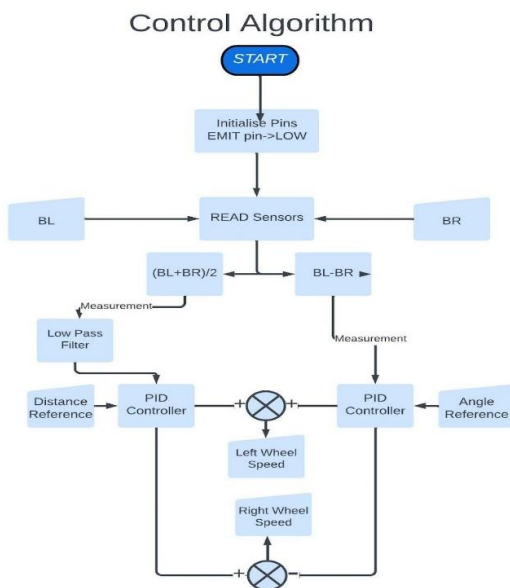 Control Algorithm
START
Initialise Pins
EMIT pin->LOW
BL
READ Sensors
BR
(BL+BR)/2
BL-BR
Measurement
Low Pass
Filter
Measurement
Distance
Reference
PID
Controller
+
+
PID
Controller
Angle
Reference
Left Wheel
Speed
Right Wheel
Speed
+
-